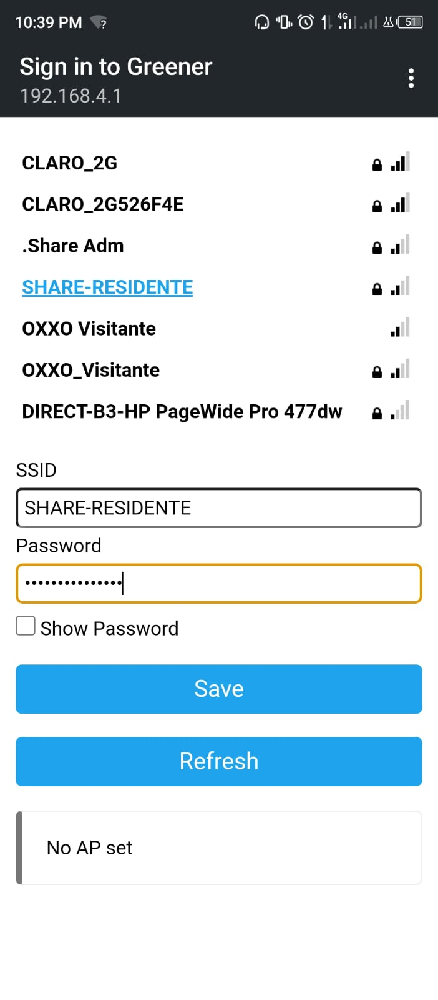 10:39 PM ? 4G 51
Sign in to Greener
192.168.4.1
CLARO_2G
CLARO_2G526F4E
.Share Adm
SHARE-RESIDENTE
OXXO Visitante
OXXO_Visitante
DIRECT-B3-HP PageWide Pro 477dw
SSID
SHARE-RESIDENTE
Password
•••••••••••••••
Show Password
Save
Refresh
No AP set